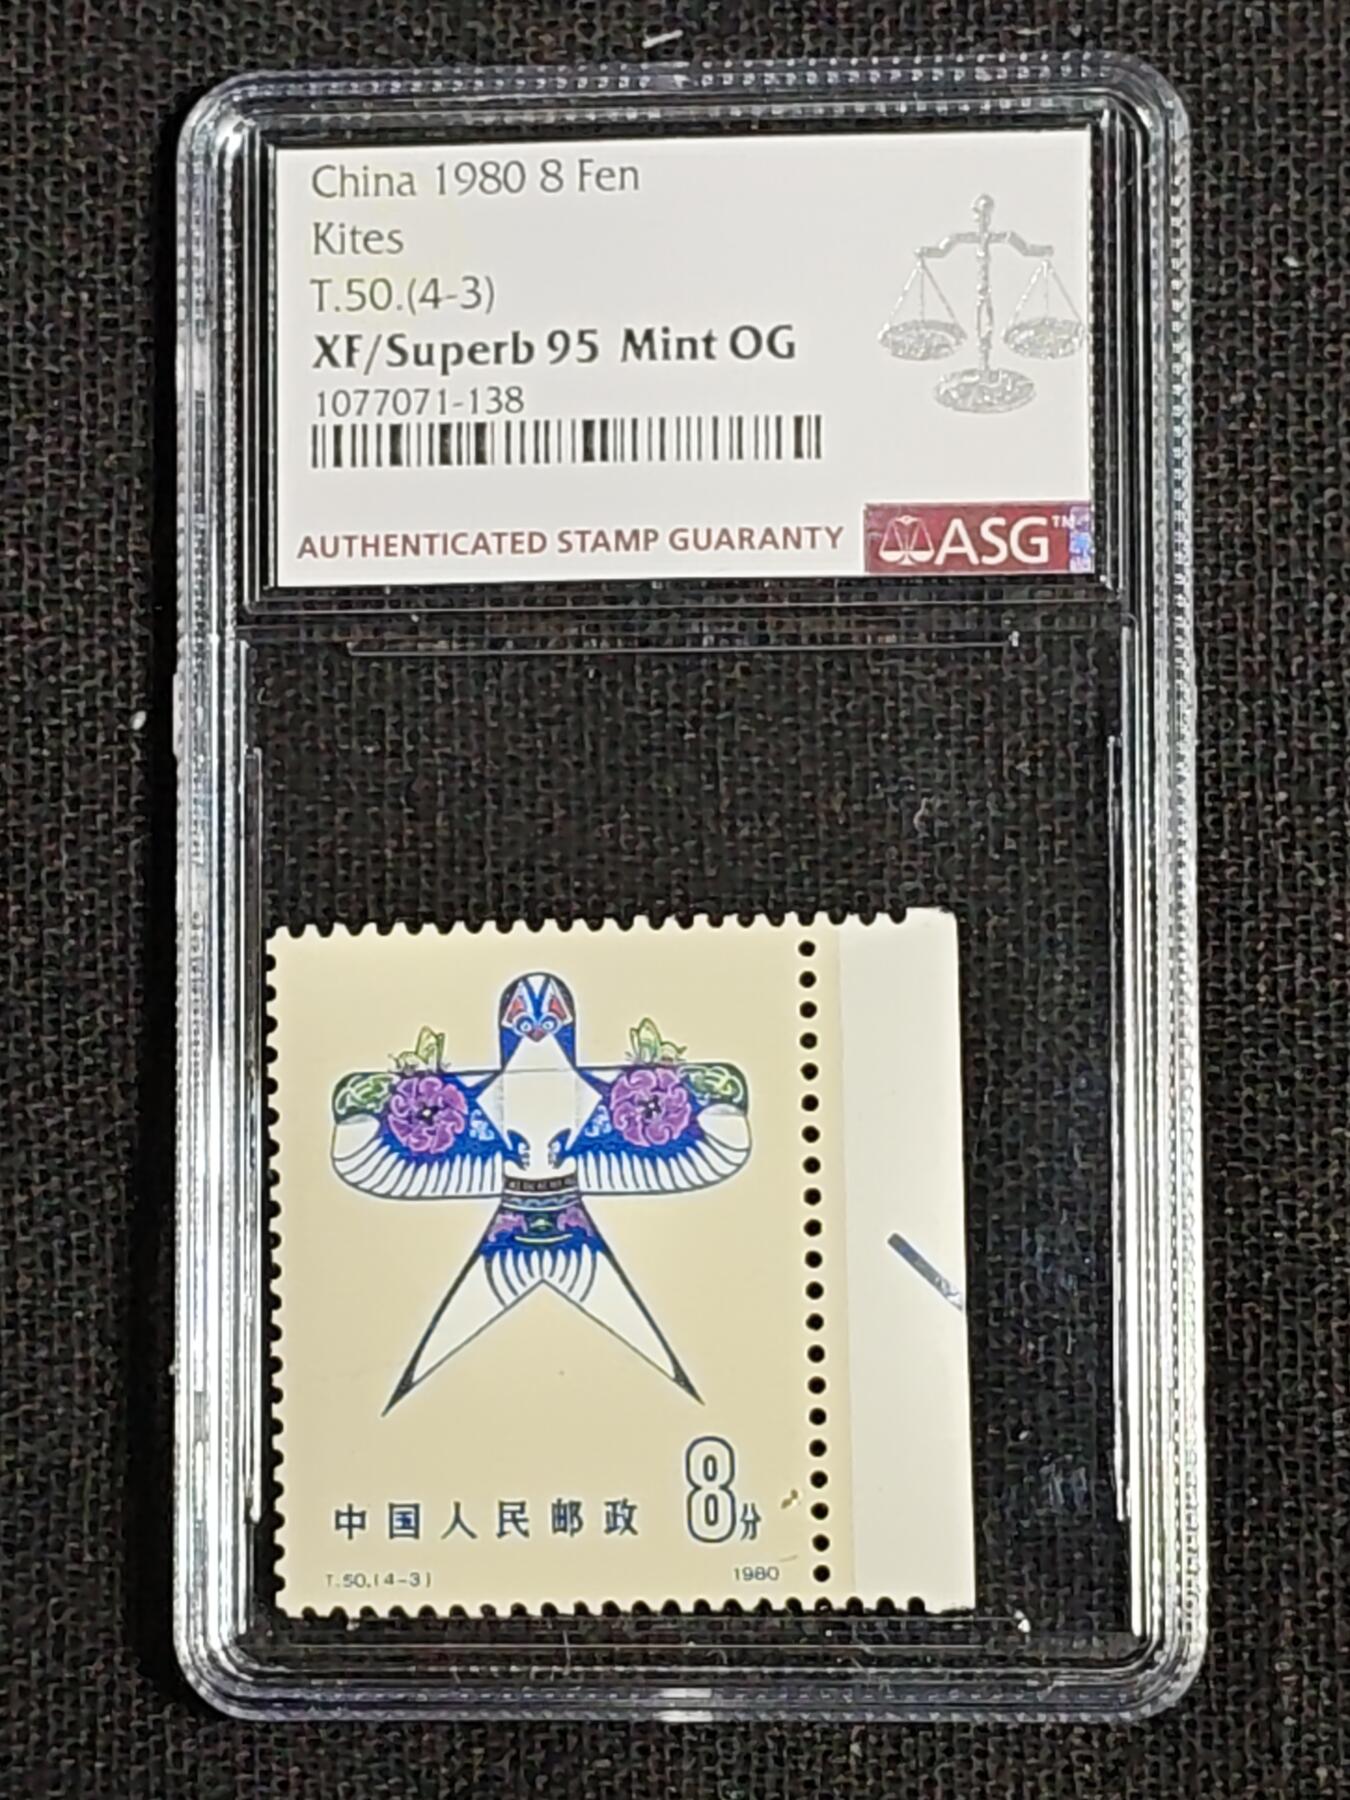 China 1980 8 Fen
Kites
T.50.(4-3)
XF/Superb 95 Mint OG
1077071-138
AUTHENTICATED STAMP GUARANTY
ASG™
8分
中国人民邮政
T.50.(4-3)
1980